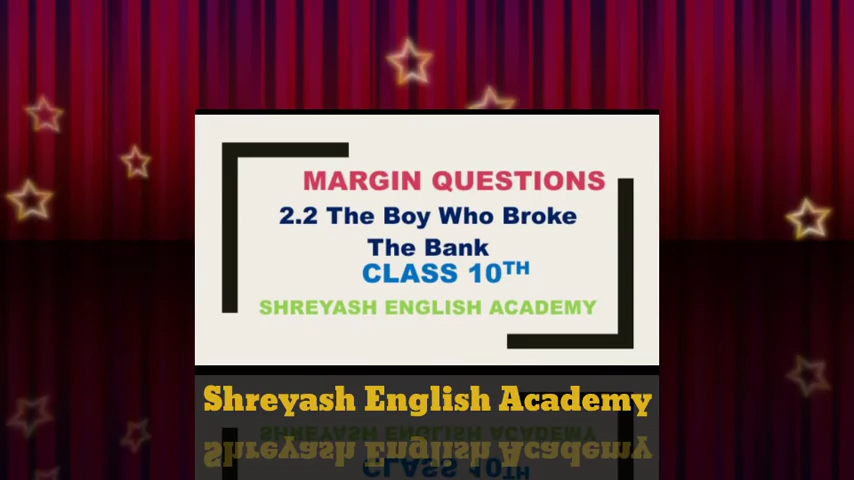 MARGIN QUESTIONS
2.2 The Boy Who Broke
The Bank
CLASS 10TH
SHREYASH ENGLISH ACADEMY
Shreyash English Academy